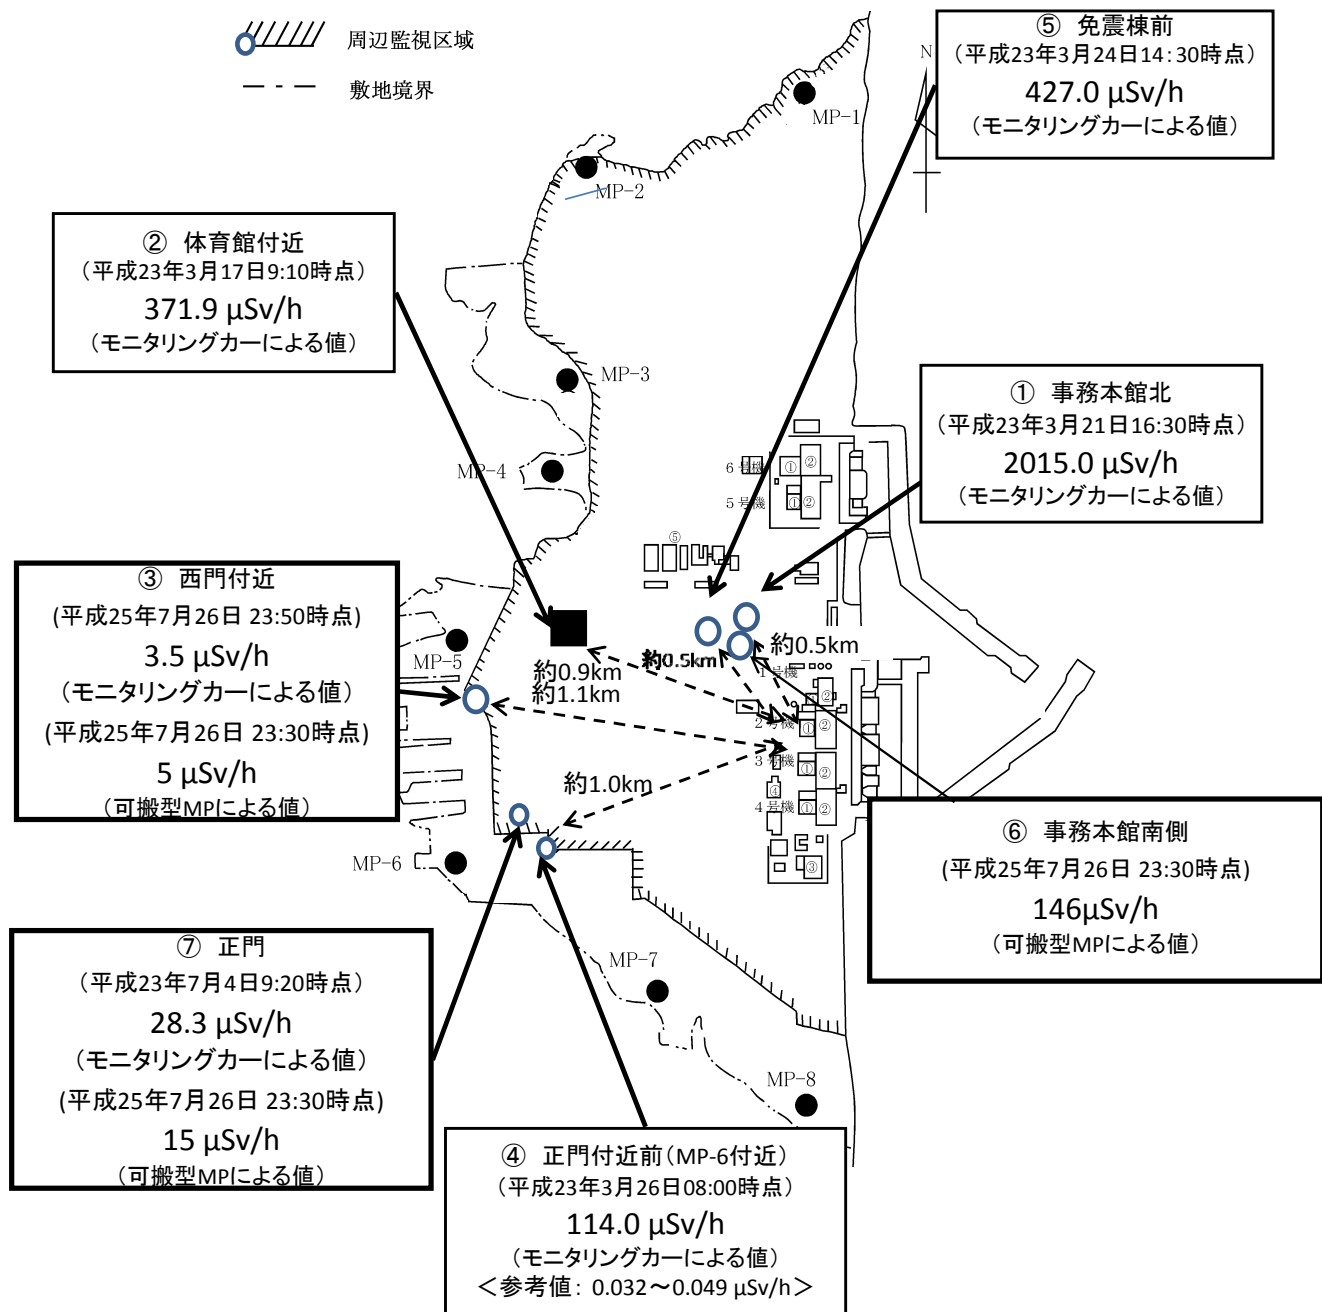 周辺監視区域
敷地境界
⑤ 免震棟前
（平成23年3月24日14：30時点）
427.0 μSv/h
（モニタリングカーによる値）
N
MP-1
MP-2
② 体育館付近
（平成23年3月17日9:10時点）
371.9 μSv/h
（モニタリングカーによる値）
MP-3
① 事務本館北
（平成23年3月21日16:30時点）
2015.0 μSv/h
（モニタリングカーによる値）
MP-4
6号機
① ②
5号機
① ②
⑤
③ 西門付近
(平成25年7月26日 23:50時点)
3.5 μSv/h
（モニタリングカーによる値）
(平成25年7月26日 23:30時点)
5 μSv/h
（可搬型MPによる値）
MP-5
約0.9km
約0.5km
約0.5km
約1.1km
1号機
②
2号機
① ②
3号機
① ②
約1.0km
④
4号機
① ②
③
MP-6
⑥ 事務本館南側
(平成25年7月26日 23:30時点)
146μSv/h
（可搬型MPによる値）
⑦ 正門
（平成23年7月4日9:20時点）
28.3 μSv/h
（モニタリングカーによる値）
(平成25年7月26日 23:30時点)
15 μSv/h
（可搬型MPによる値）
MP-7
MP-8
④ 正門付近前（MP-6付近）
（平成23年3月26日08:00時点）
114.0 μSv/h
（モニタリングカーによる値）
＜参考値：0.032～0.049 μSv/h＞